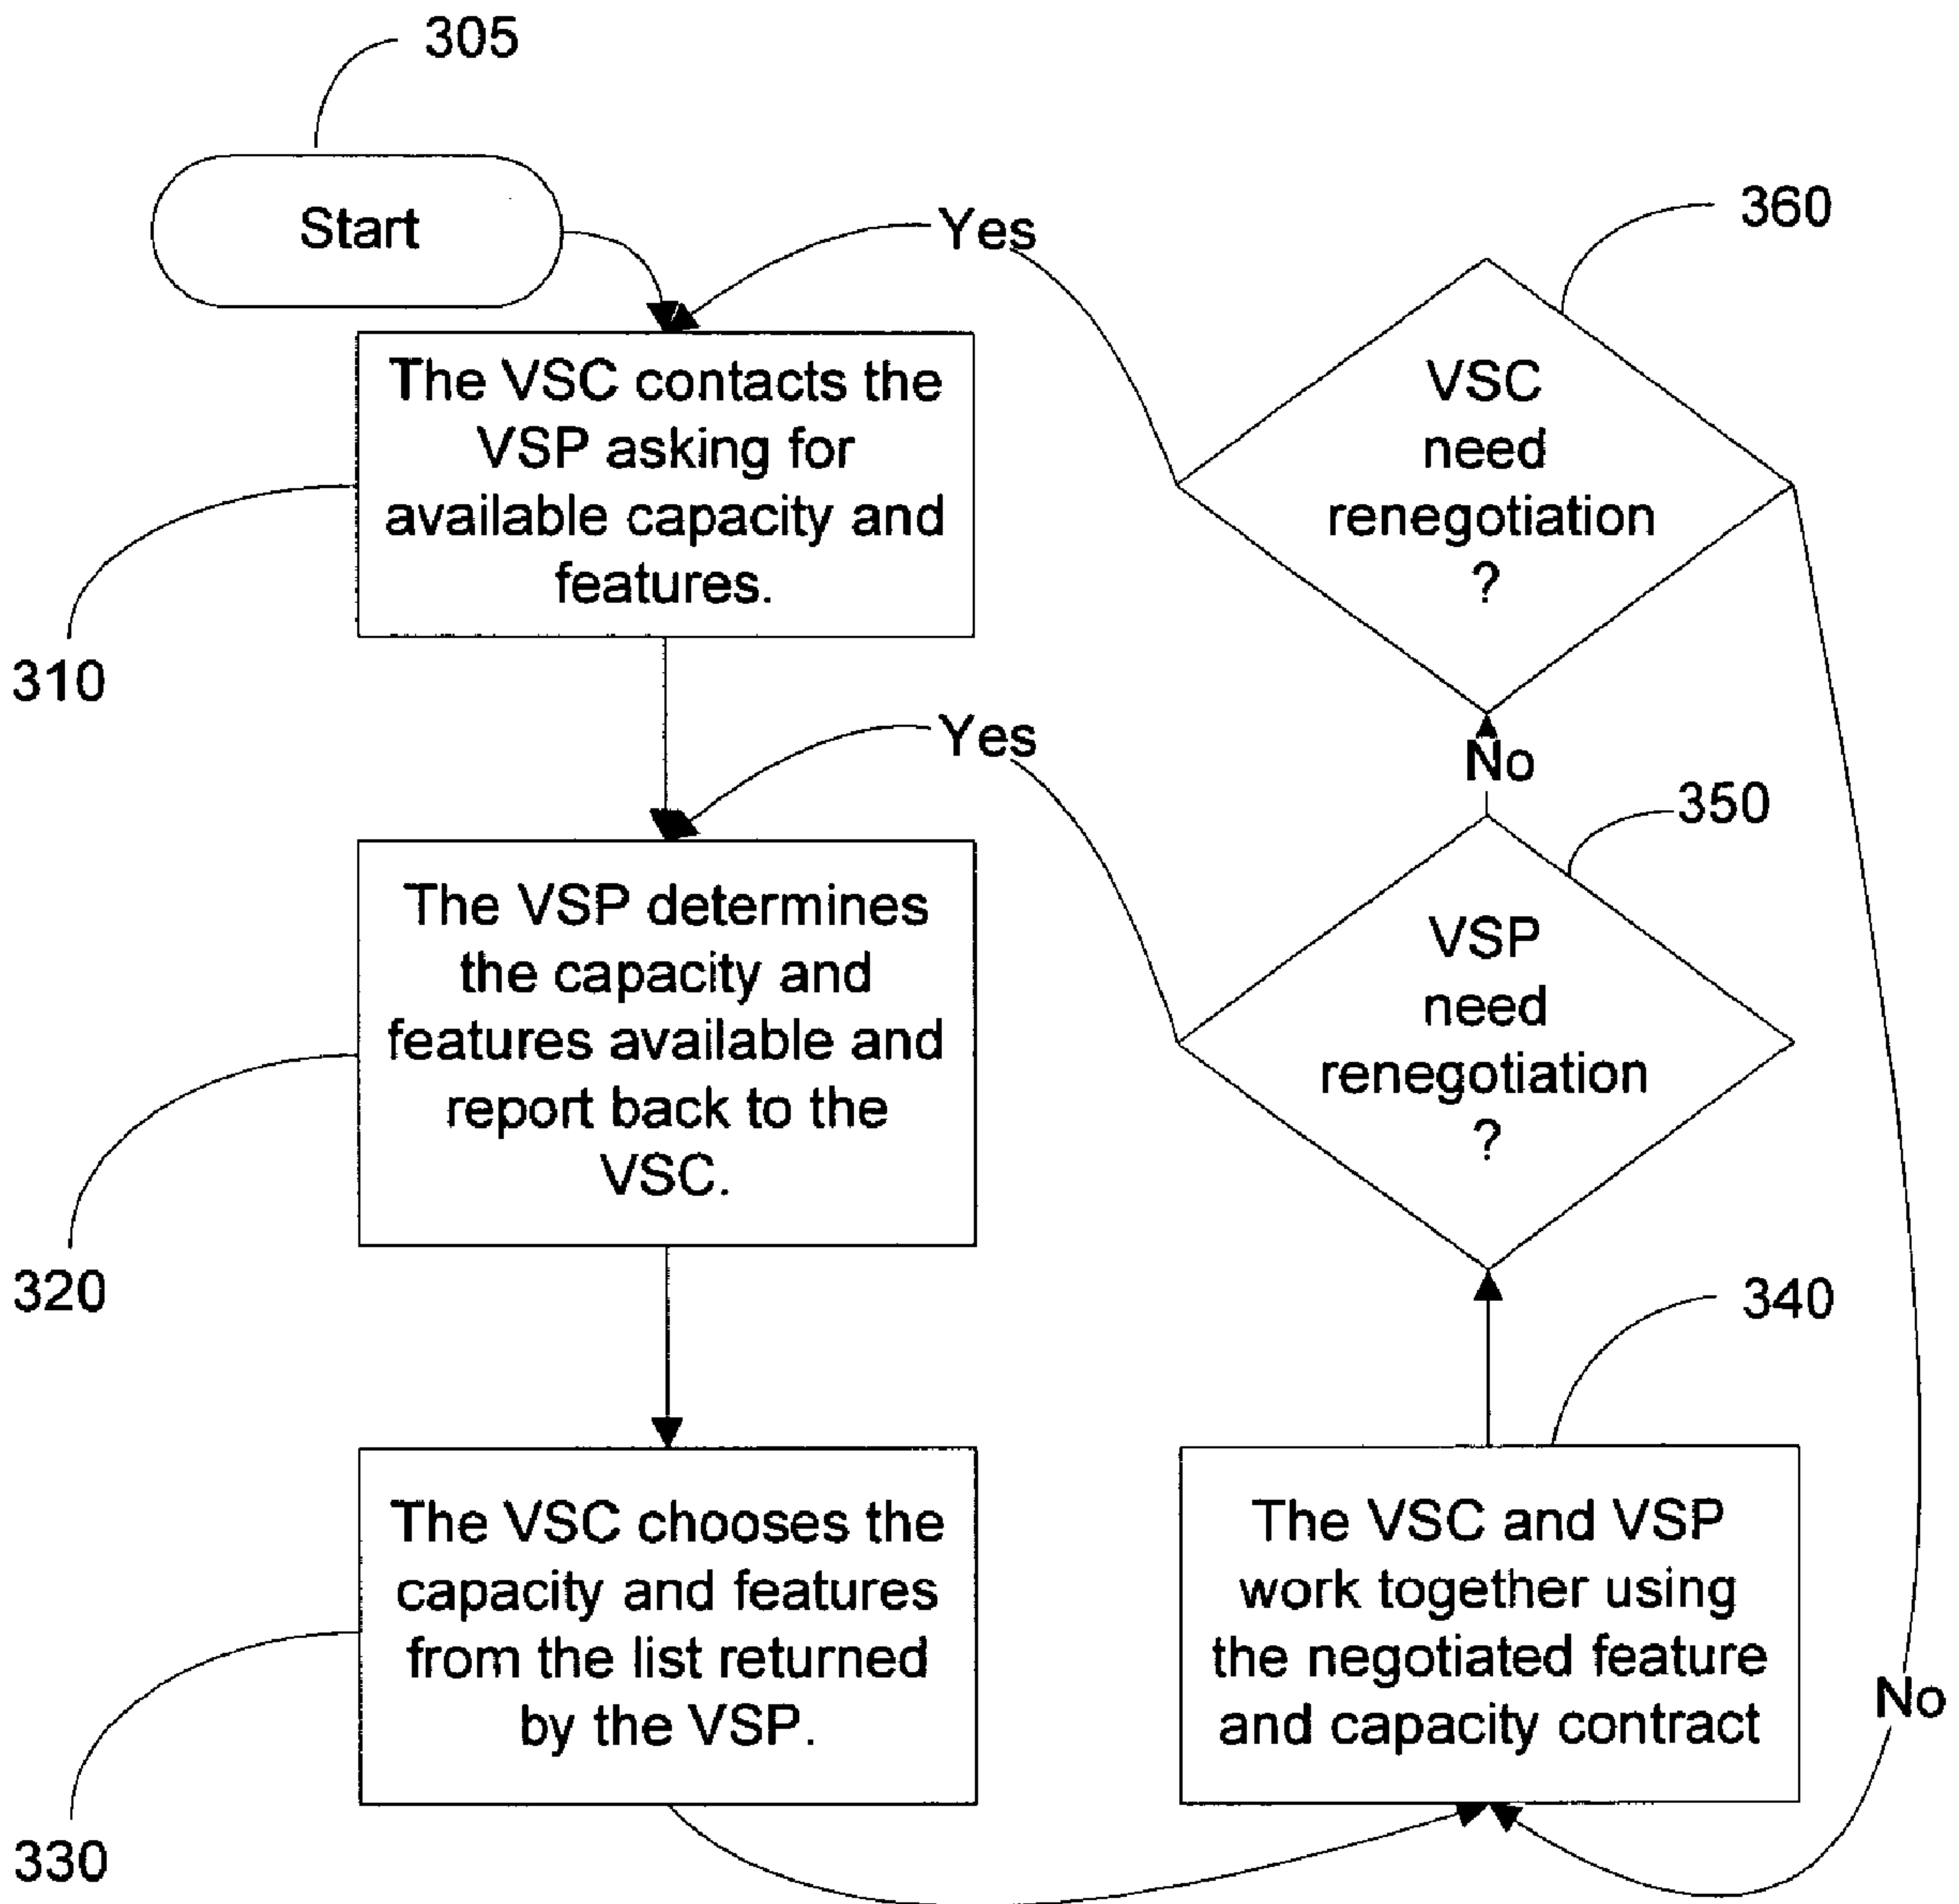 305
Start
Yes
360
The VSC contacts the
VSP asking for
available capacity and
features.
310
VSC
need
renegotiation
?
Yes
No
350
The VSP determines
the capacity and
features available and
report back to the
VSC.
320
VSP
need
renegotiation
?
340
The VSC chooses the
capacity and features
from the list returned
by the VSP.
330
The VSC and VSP
work together using
the negotiated feature
and capacity contract
No